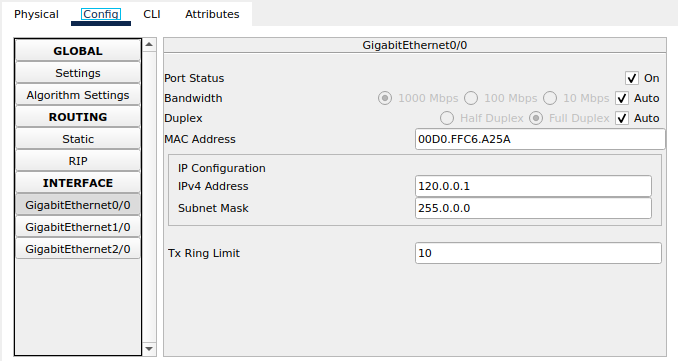 Physical Config CLI Attributes
GLOBAL
Settings
Algorithm Settings
ROUTING
Static
RIP
INTERFACE
GigabitEthernet0/0
GigabitEthernet1/0
GigabitEthernet2/0
GigabitEthernet0/0
Port Status On
Bandwidth 1000 Mbps 100 Mbps 10 Mbps Auto
Duplex Half Duplex Full Duplex Auto
MAC Address 00D0.FFC6.A25A
IP Configuration
IPv4 Address 120.0.0.1
Subnet Mask 255.0.0.0
Tx Ring Limit 10